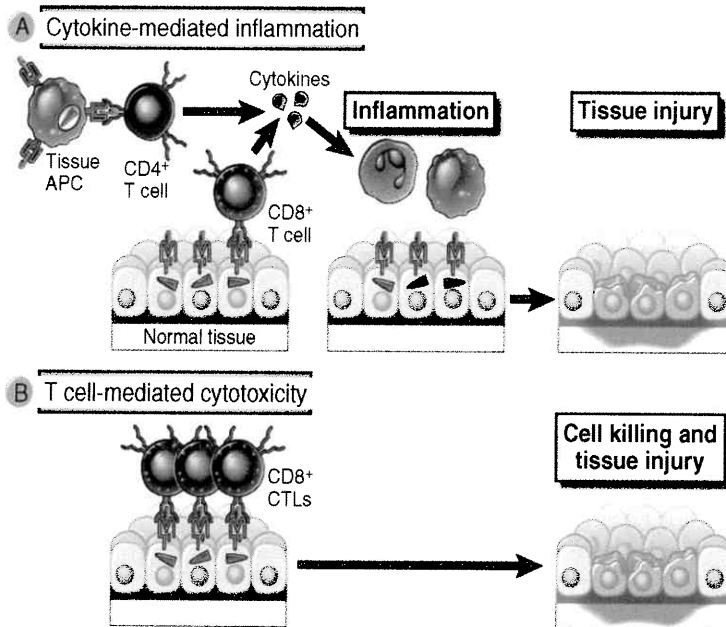 A Cytokine-mediated inflammation
Cytokines
Inflammation
Tissue injury
Tissue
APC
CD4+
T cell
CD8+
T cell
Normal tissue
B T cell-mediated cytotoxicity
CD8+
CTLs
Cell killing and
tissue injury